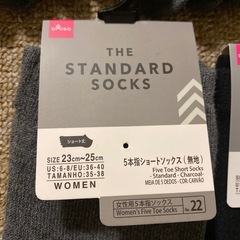 DAISO
THE
STANDARD
SOCKS
ショート丈
SIZE 23cm~25cm
US:6-8/EU:36-40
TAMANHO:35-38
WOMEN
5本指ショートソックス(無地)
Five Toe Short Socks
- Standard - Charcoal-
MEIA DE 5 DEDOS - COR: CARVÃO
女性用5本指ソックス
Women's Five Toe Socks
No. 22